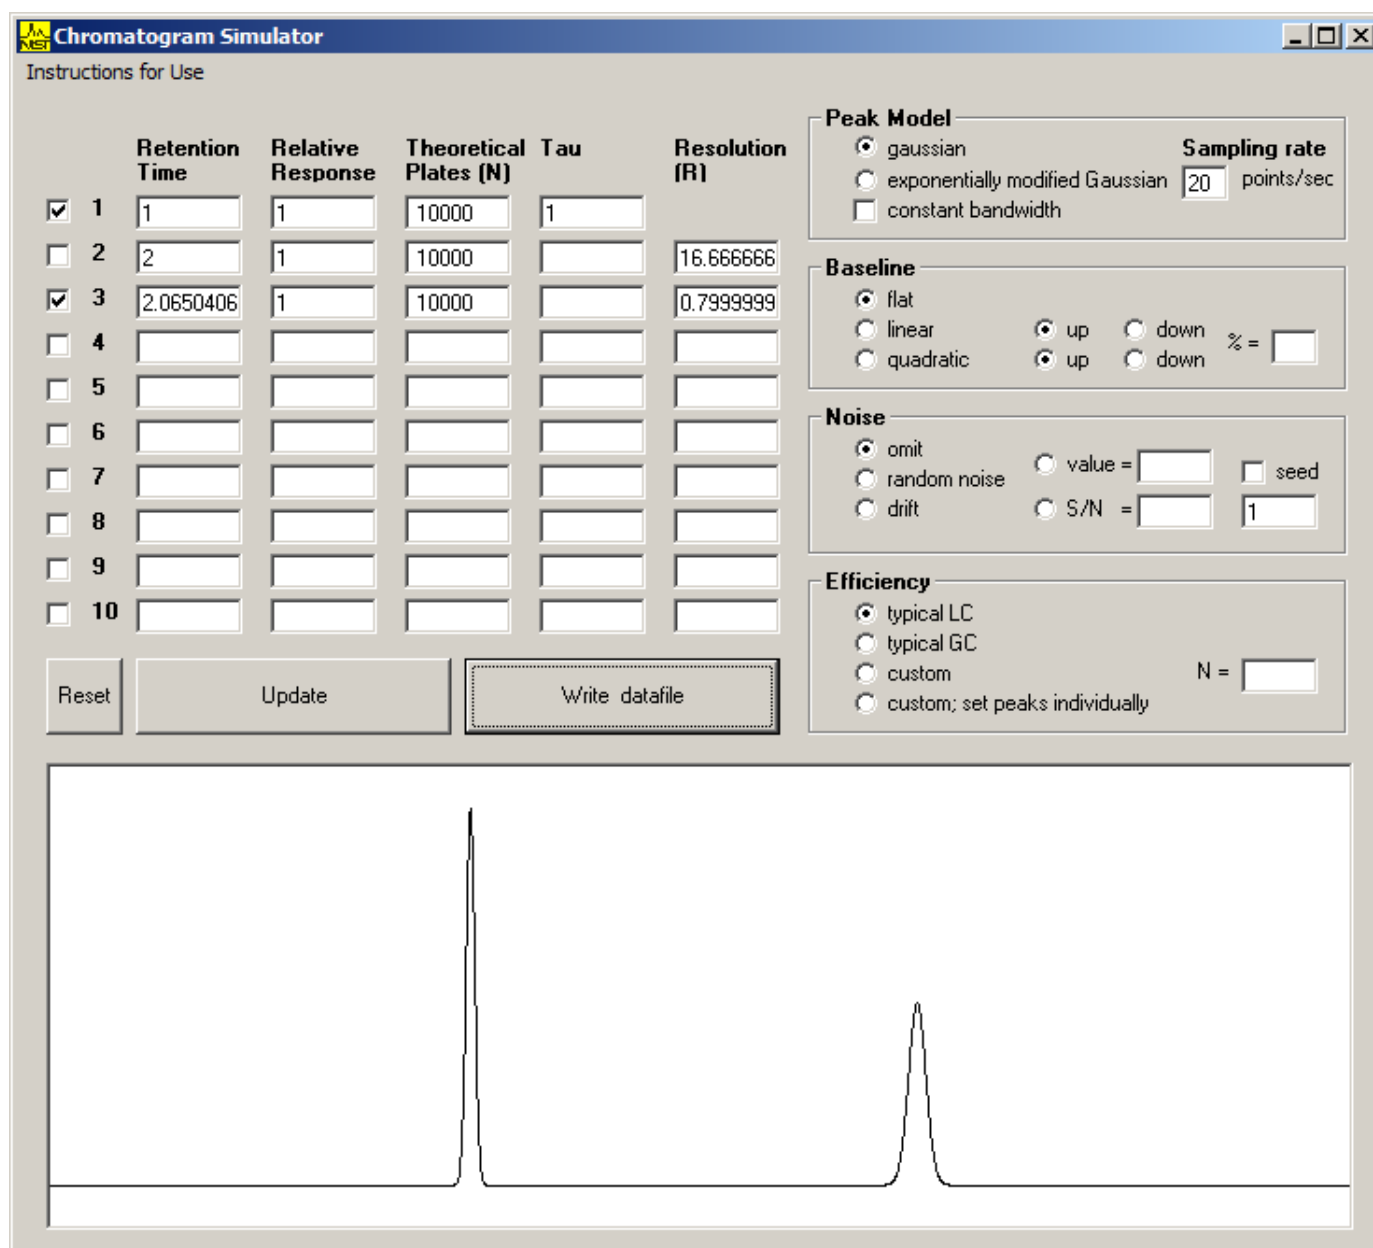 NIST
Chromatogram Simulator
Instructions for Use
Retention Time
Relative Response
Theoretical Plates (N)
Tau
Resolution (R)
1 1 1 10000 1
2 2 1 10000 16.666666
3 2.0650406 1 10000 0.7999999
4
5
6
7
8
9
10
Reset
Update
Write datafile
Peak Model
gaussian
exponentially modified Gaussian
constant bandwidth
Sampling rate
20 points/sec
Baseline
flat
linear up down
quadratic up down
% =
Noise
omit
random noise
drift
value =
S/N =
seed
1
Efficiency
typical LC
typical GC
custom
custom; set peaks individually
N =